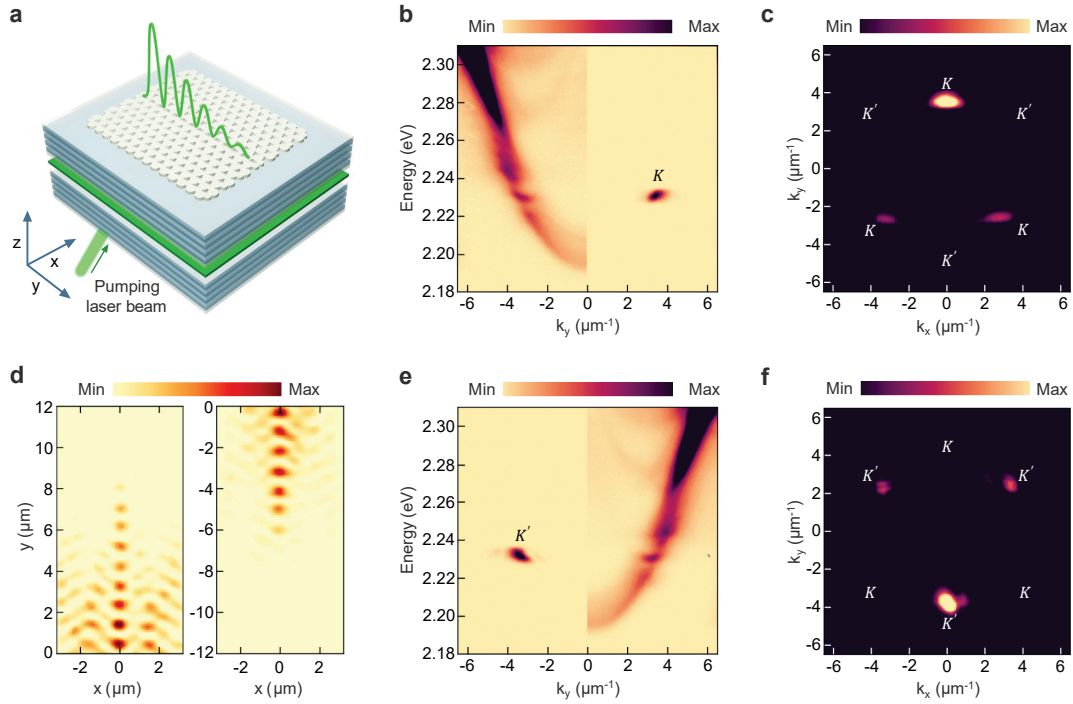 a
z
x
y
Pumping
laser beam
b
Min Max
Energy (eV)
2.30
2.28
2.26
2.24
2.22
2.20
2.18
K
-6 -4 -2 0 2 4 6
ky (µm-1)
c
Min Max
ky (µm-1)
6
4
2
0
-2
-4
-6
K
K′ K′
K K
K′
-6 -4 -2 0 2 4 6
kx (µm-1)
d
Min Max
y (µm)
12
10
8
6
4
2
0
-2 0 2
x (µm)
0
-2
-4
-6
-8
-10
-12
-2 0 2
x (µm)
e
Min Max
Energy (eV)
2.30
2.28
2.26
2.24
2.22
2.20
2.18
K′
-6 -4 -2 0 2 4 6
ky (µm-1)
f
Min Max
ky (µm-1)
6
4
2
0
-2
-4
-6
K
K′ K′
K K
K′
-6 -4 -2 0 2 4 6
kx (µm-1)